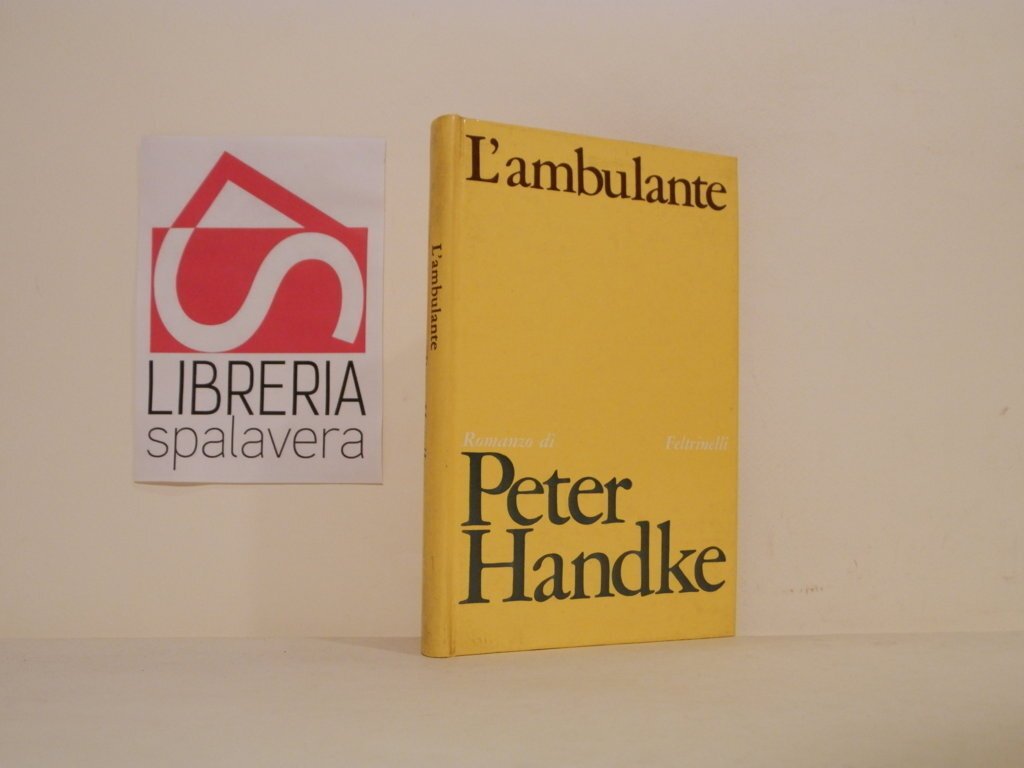 LIBRERIA
spalavera
L'ambulante
L'ambulante
Romanzo di Feltrinelli
Peter
Handke